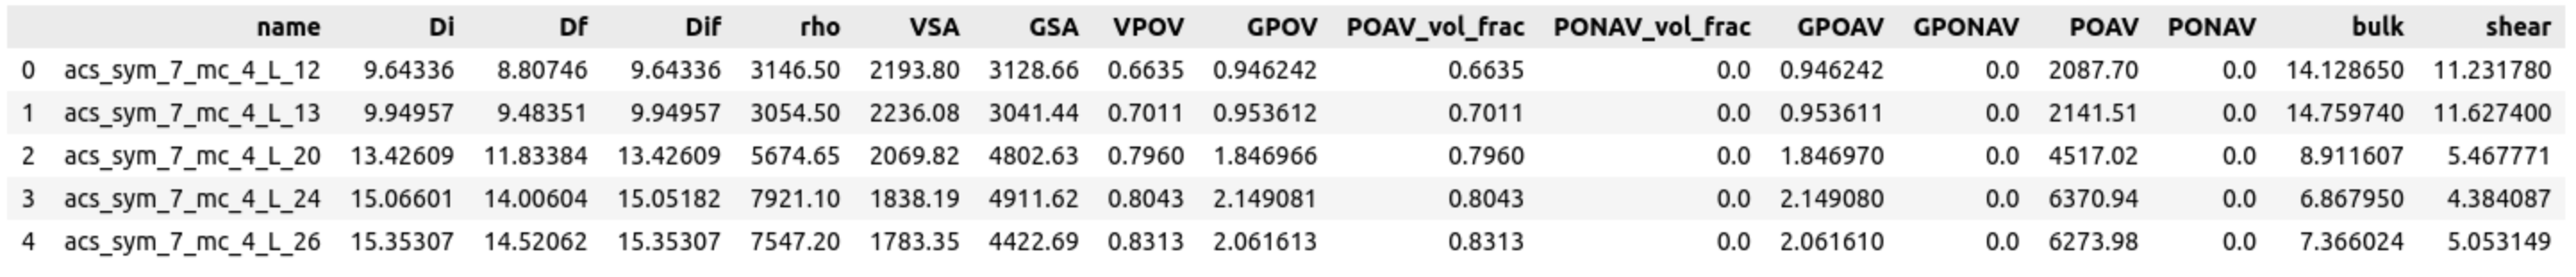 name Di Df Dif rho VSA GSA VPOV GPOV POAV_vol_frac PONAV_vol_frac GPOAV GPONAV POAV PONAV bulk shear
0 acs_sym_7_mc_4_L_12 9.64336 8.80746 9.64336 3146.50 2193.80 3128.66 0.6635 0.946242 0.6635 0.0 0.946242 0.0 2087.70 0.0 14.128650 11.231780
1 acs_sym_7_mc_4_L_13 9.94957 9.48351 9.94957 3054.50 2236.08 3041.44 0.7011 0.953612 0.7011 0.0 0.953611 0.0 2141.51 0.0 14.759740 11.627400
2 acs_sym_7_mc_4_L_20 13.42609 11.83384 13.42609 5674.65 2069.82 4802.63 0.7960 1.846966 0.7960 0.0 1.846970 0.0 4517.02 0.0 8.911607 5.467771
3 acs_sym_7_mc_4_L_24 15.06601 14.00604 15.05182 7921.10 1838.19 4911.62 0.8043 2.149081 0.8043 0.0 2.149080 0.0 6370.94 0.0 6.867950 4.384087
4 acs_sym_7_mc_4_L_26 15.35307 14.52062 15.35307 7547.20 1783.35 4422.69 0.8313 2.061613 0.8313 0.0 2.061610 0.0 6273.98 0.0 7.366024 5.053149